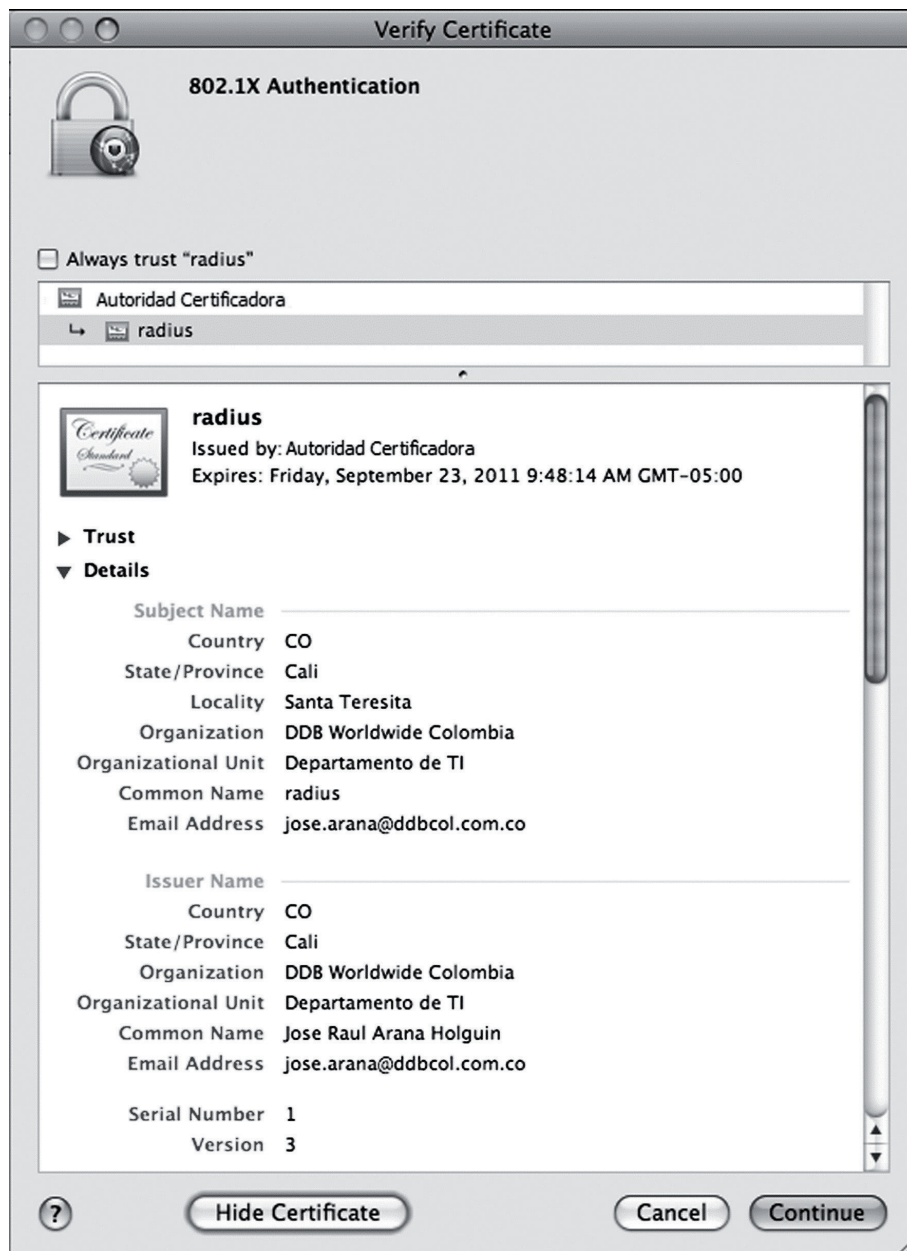 Verify Certificate
802.1X Authentication
Always trust “radius”
Autoridad Certificadora
radius
Certificate
Standard
radius
Issued by: Autoridad Certificadora
Expires: Friday, September 23, 2011 9:48:14 AM GMT-05:00
Trust
Details
Subject Name
Country CO
State/Province Cali
Locality Santa Teresita
Organization DDB Worldwide Colombia
Organizational Unit Departamento de TI
Common Name radius
Email Address jose.arana@ddbcol.com.co
Issuer Name
Country CO
State/Province Cali
Organization DDB Worldwide Colombia
Organizational Unit Departamento de TI
Common Name Jose Raul Arana Holguin
Email Address jose.arana@ddbcol.com.co
Serial Number 1
Version 3
? Hide Certificate Cancel Continue